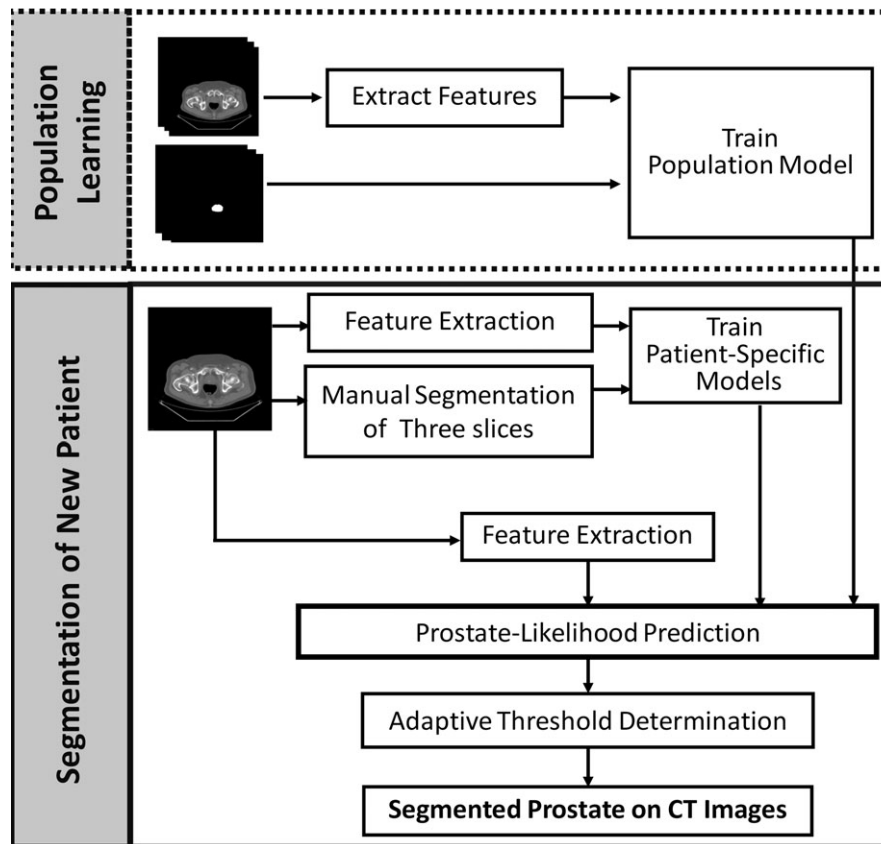 Population
Learning
Extract Features
Train
Population Model
Segmentation of New Patient
Feature Extraction
Manual Segmentation
of Three slices
Train
Patient-Specific
Models
Feature Extraction
Prostate-Likelihood Prediction
Adaptive Threshold Determination
Segmented Prostate on CT Images